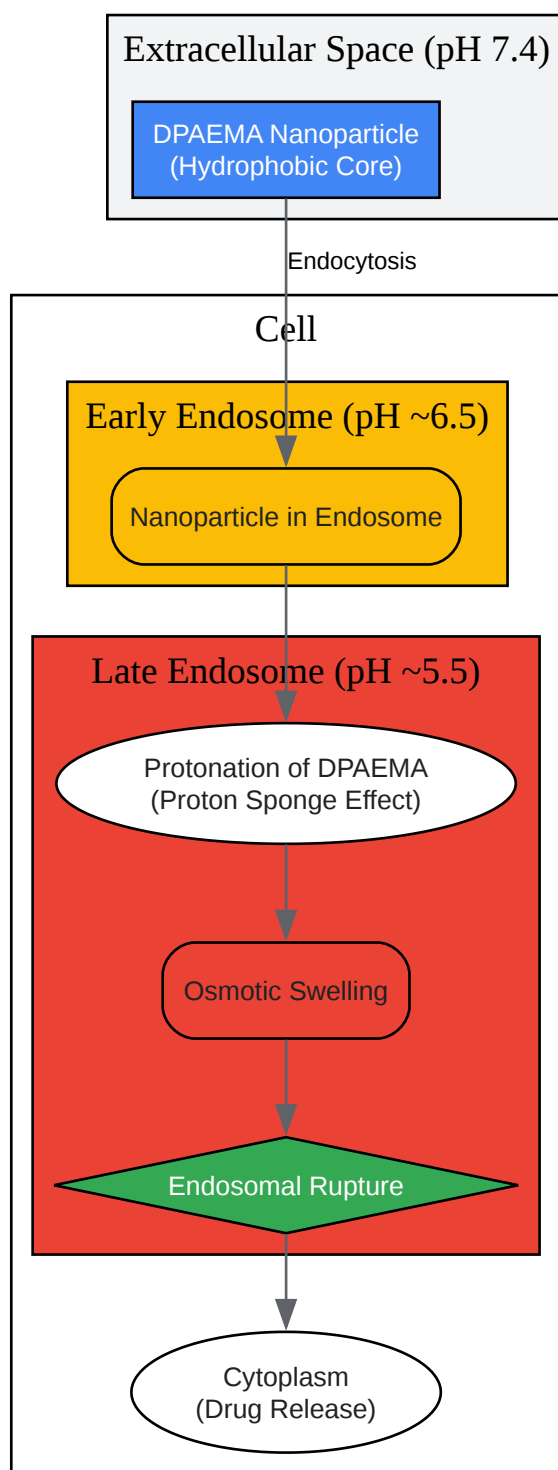 Extracellular Space (pH 7.4)
DPAEMA Nanoparticle
(Hydrophobic Core)
Endocytosis
Cell
Early Endosome (pH ~6.5)
Nanoparticle in Endosome
Late Endosome (pH ~5.5)
Protonation of DPAEMA
(Proton Sponge Effect)
Osmotic Swelling
Endosomal Rupture
Cytoplasm
(Drug Release)